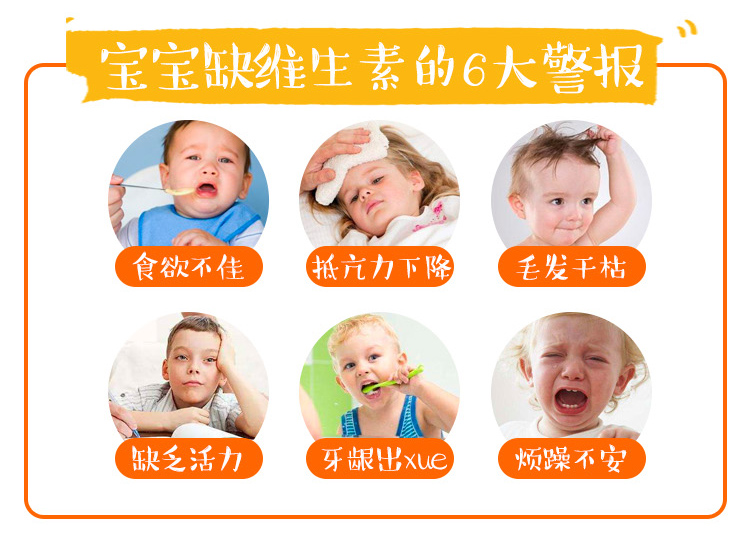 宝宝缺维生素的6大警报
食欲不佳
抵亢力下降
毛发干枯
缺乏活力
牙龈出xue
烦躁不安